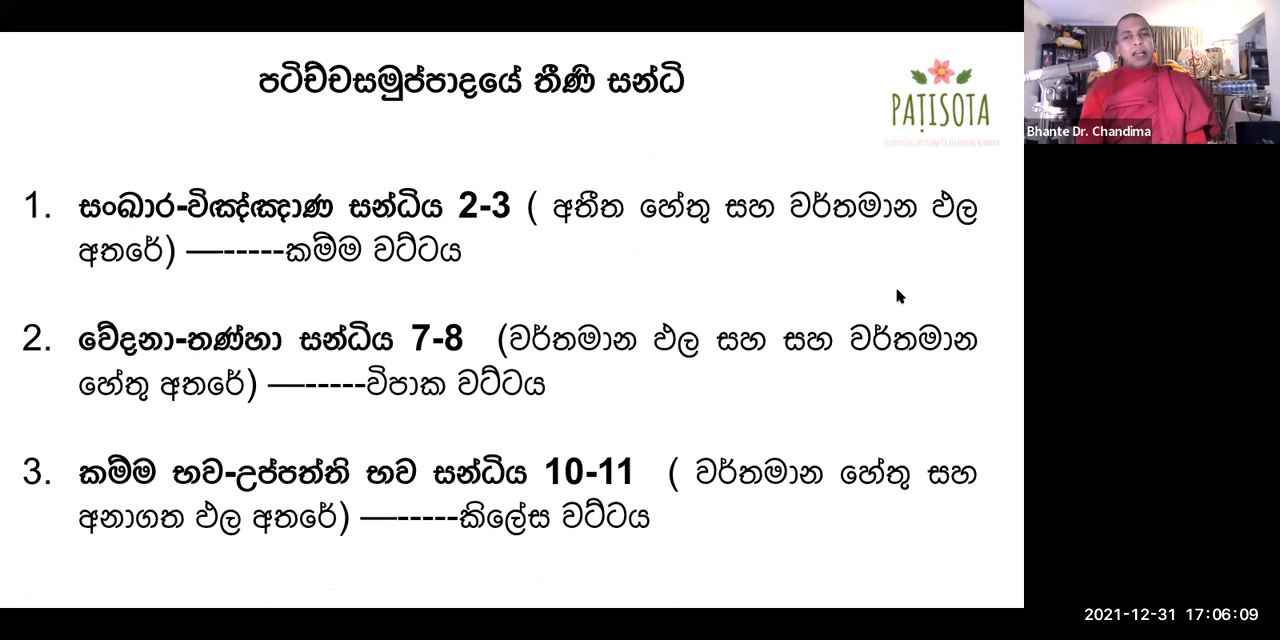 පටිච්චසමුප්පාදයේ තීණි සන්ධි
PAṬISOTA
Bhante Dr. Chandima
1. සංඛාර-විඤ්ඤාණ සන්ධිය 2-3 ( අතීත හේතු සහ වර්තමාන ඵල
අතරේ) —------කම්ම වට්ටය
2. වේදනා-තණ්හා සන්ධිය 7-8 (වර්තමාන ඵල සහ සහ වර්තමාන
හේතු අතරේ) —------විපාක වට්ටය
3. කම්ම භව-උප්පත්ති භව සන්ධිය 10-11 ( වර්තමාන හේතු සහ
අනාගත ඵල අතරේ) —------කිලේස වට්ටය
2021-12-31 17:06:09